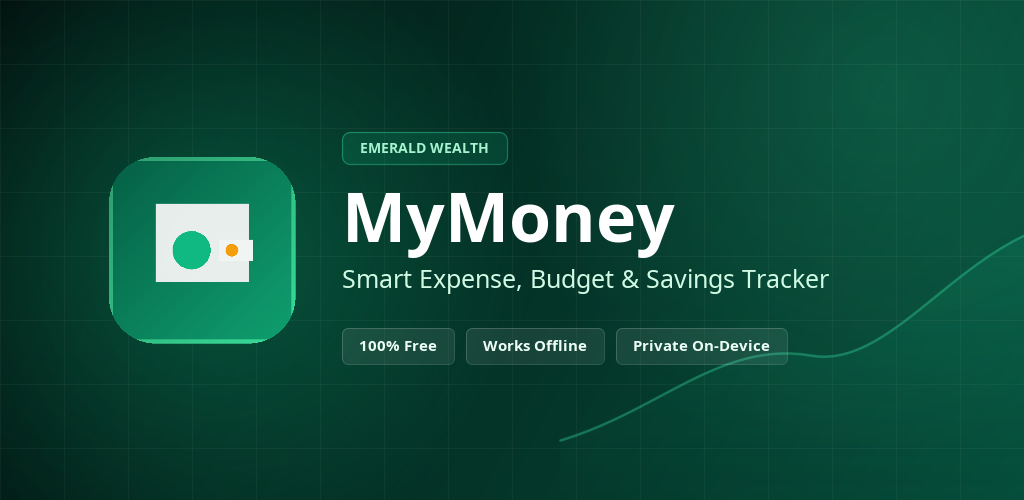 EMERALD WEALTH
MyMoney
Smart Expense, Budget & Savings Tracker
100% Free
Works Offline
Private On-Device